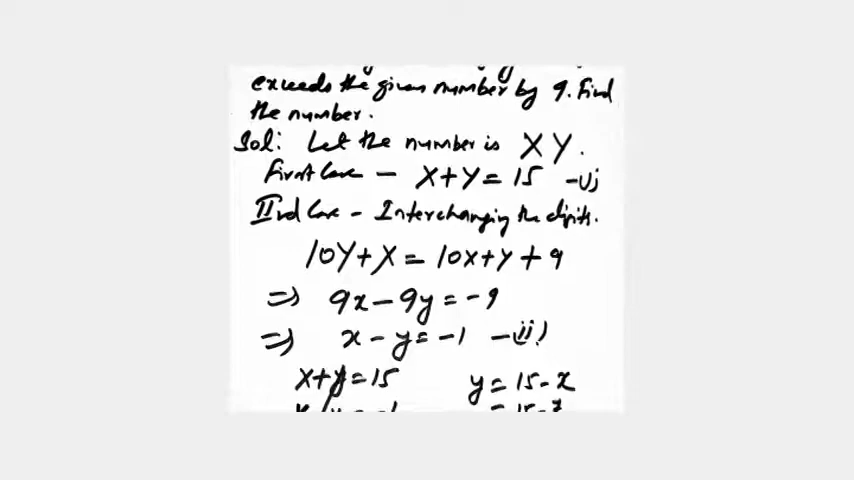 exceeds the given number by 9. Find
the number.
Sol: Let the number is XY.
First Case - X+Y = 15 -(i)
IInd Case - Interchanging the digits.
10Y+X = 10X+Y+9
=> 9x-9y = -9
=> x-y = -1 -(ii)
x+y = 15 y = 15-x